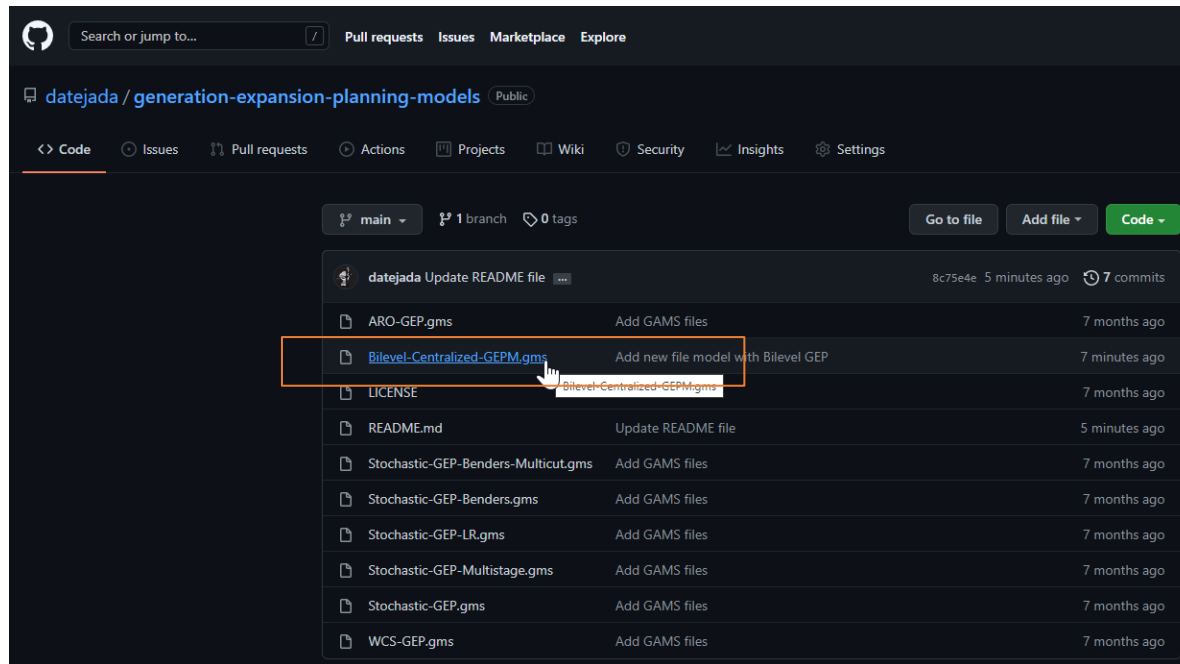 Search or jump to... /
Pull requests Issues Marketplace Explore
datejada / generation-expansion-planning-models Public
<> Code Issues Pull requests Actions Projects Wiki Security Insights Settings
main 1 branch 0 tags Go to file Add file Code
datejada Update README file ... 8c75e4e 5 minutes ago 7 commits
ARO-GEP.gms Add GAMS files 7 months ago
Bilevel-Centralized-GEPM.gms Add new file model with Bilevel GEP 7 minutes ago
Bilevel-Centralized-GEPM.gms
LICENSE 7 months ago
README.md Update README file 5 minutes ago
Stochastic-GEP-Benders-Multicut.gms Add GAMS files 7 months ago
Stochastic-GEP-Benders.gms Add GAMS files 7 months ago
Stochastic-GEP-LR.gms Add GAMS files 7 months ago
Stochastic-GEP-Multistage.gms Add GAMS files 7 months ago
Stochastic-GEP.gms Add GAMS files 7 months ago
WCS-GEP.gms Add GAMS files 7 months ago